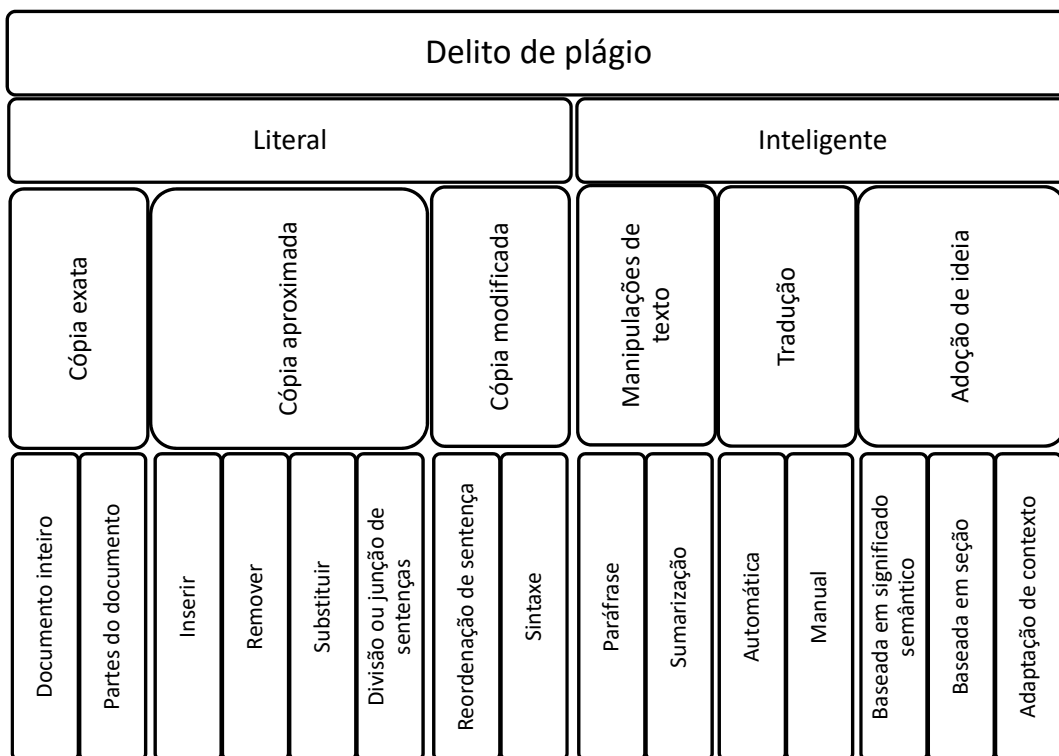 Delito de plágio
Literal
Inteligente
Cópia exata
Cópia aproximada
Cópia modificada
Manipulações de
texto
Tradução
Adoção de ideia
Documento inteiro
Partes do documento
Inserir
Remover
Substituir
Divisão ou junção de
sentenças
Reordenação de sentença
Sintaxe
Paráfrase
Sumarização
Automática
Manual
Baseada em significado
semântico
Baseada em seção
Adaptação de contexto